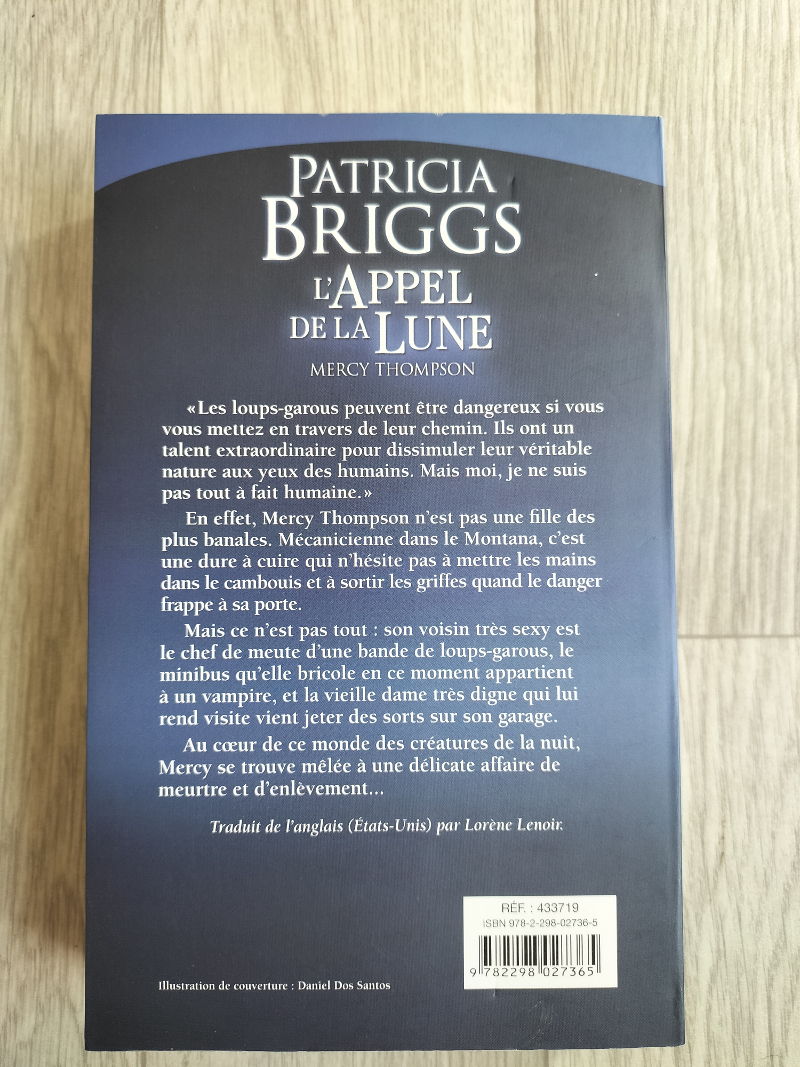 PATRICIA
BRIGGS
L'APPEL
DE LA LUNE
MERCY THOMPSON
« Les loups-garous peuvent être dangereux si vous
vous mettez en travers de leur chemin. Ils ont un
talent extraordinaire pour dissimuler leur véritable
nature aux yeux des humains. Mais moi, je ne suis
pas tout à fait humaine. »
En effet, Mercy Thompson n'est pas une fille des
plus banales. Mécanicienne dans le Montana, c'est
une dure à cuire qui n'hésite pas à mettre les mains
dans le cambouis et à sortir les griffes quand le danger
frappe à sa porte.
Mais ce n'est pas tout : son voisin très sexy est
le chef de meute d'une bande de loups-garous, le
minibus qu'elle bricole en ce moment appartient
à un vampire, et la vieille dame très digne qui lui
rend visite vient jeter des sorts sur son garage.
Au cœur de ce monde des créatures de la nuit,
Mercy se trouve mêlée à une délicate affaire de
meurtre et d'enlèvement...
Traduit de l'anglais (États-Unis) par Lorène Lenoir.
RÉF. : 433719
ISBN 978-2-298-02736-5
9 782298 027365
Illustration de couverture : Daniel Dos Santos